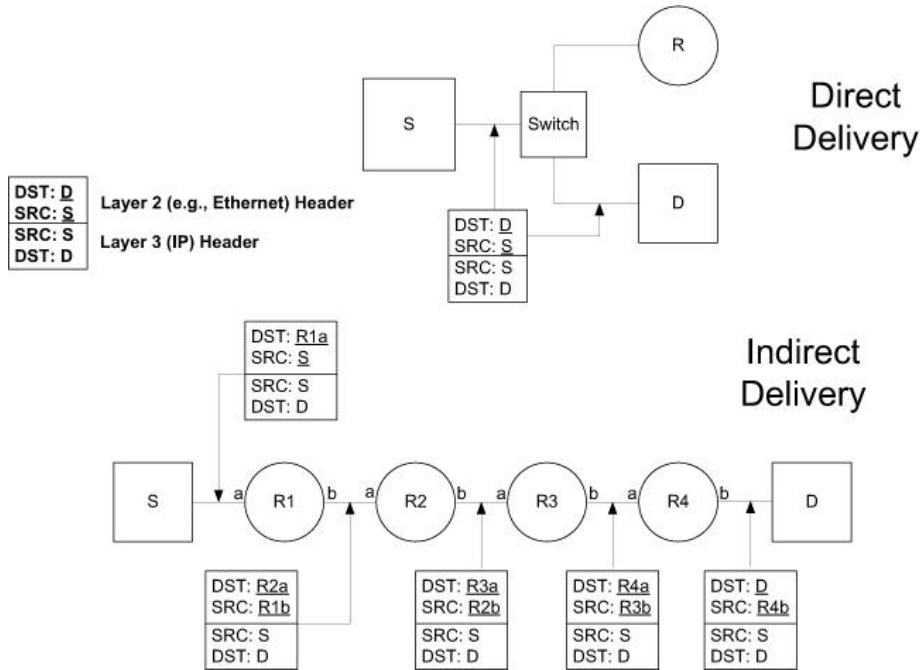 R
S
Switch
Direct
Delivery
D
DST: D
SRC: S
Layer 2 (e.g., Ethernet) Header
SRC: S
DST: D
Layer 3 (IP) Header
DST: D
SRC: S
SRC: S
DST: D
Indirect
Delivery
DST: R1a
SRC: S
SRC: S
DST: D
S
a
R1
b
a
R2
b
a
R3
b
a
R4
b
D
DST: R2a
SRC: R1b
SRC: S
DST: D
DST: R3a
SRC: R2b
SRC: S
DST: D
DST: R4a
SRC: R3b
SRC: S
DST: D
DST: D
SRC: R4b
SRC: S
DST: D